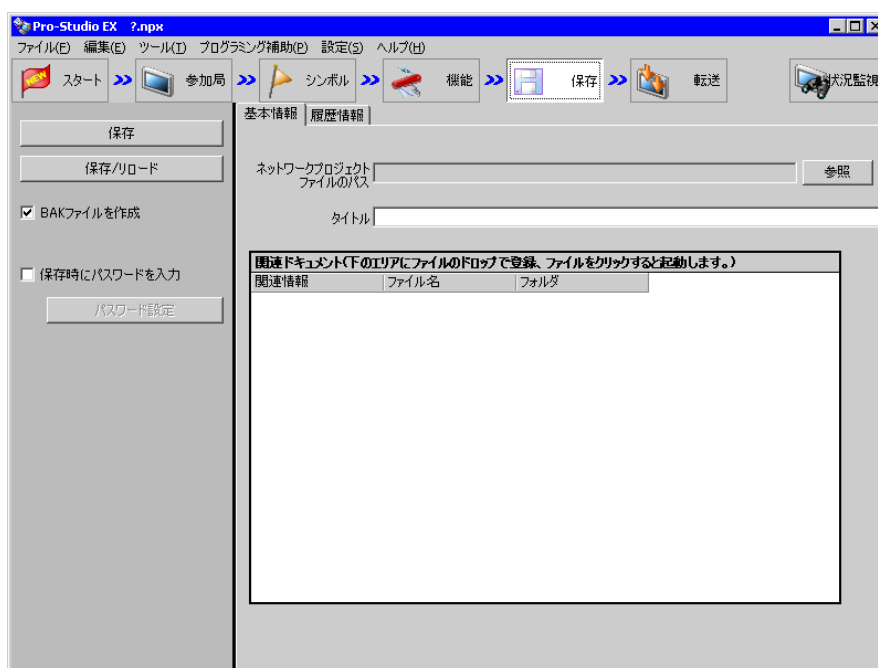 Pro-Studio EX ?.npx
ファイル(F) 編集(E) ツール(T) プログラミング補助(P) 設定(S) ヘルプ(H)
NEW スタート 参加局 シンボル 機能 保存 転送 状況監視
保存
保存/リロード
BAKファイルを作成
保存時にパスワードを入力
パスワード設定
基本情報 履歴情報
ネットワークプロジェクト
ファイルのパス
参照
タイトル
関連ドキュメント(下のエリアにファイルのドロップで登録、ファイルをクリックすると起動します。)
関連情報 ファイル名 フォルダ